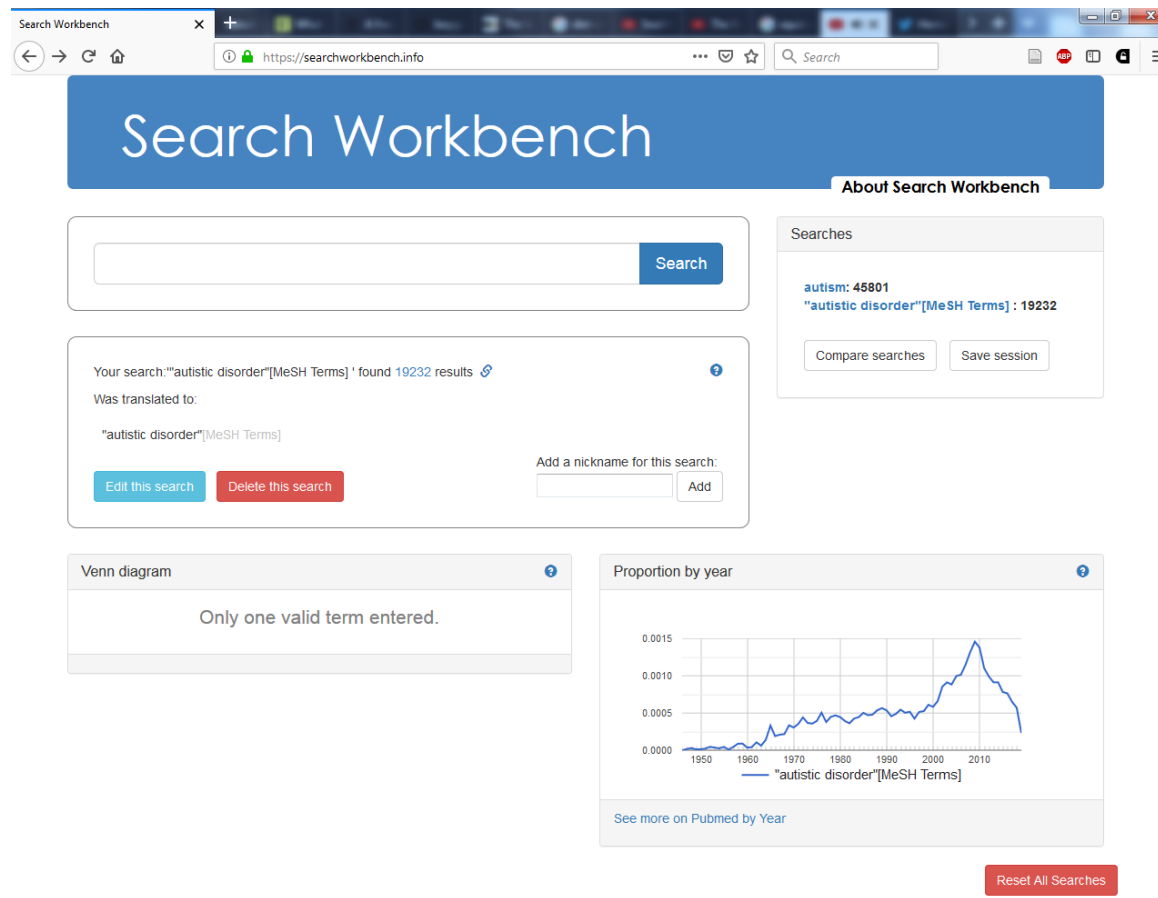 Search Workbench
https://searchworkbench.info
Search
Search Workbench
About Search Workbench
Search
Searches
autism: 45801
"autistic disorder"[MeSH Terms] : 19232
Compare searches
Save session
Your search:"'autistic disorder"[MeSH Terms] ' found 19232 results
Was translated to:
"autistic disorder"[MeSH Terms]
Add a nickname for this search:
Edit this search
Delete this search
Add
Venn diagram
Only one valid term entered.
Proportion by year
0.0015
0.0010
0.0005
0.0000
1950 1960 1970 1980 1990 2000 2010
"autistic disorder"[MeSH Terms]
See more on Pubmed by Year
Reset All Searches